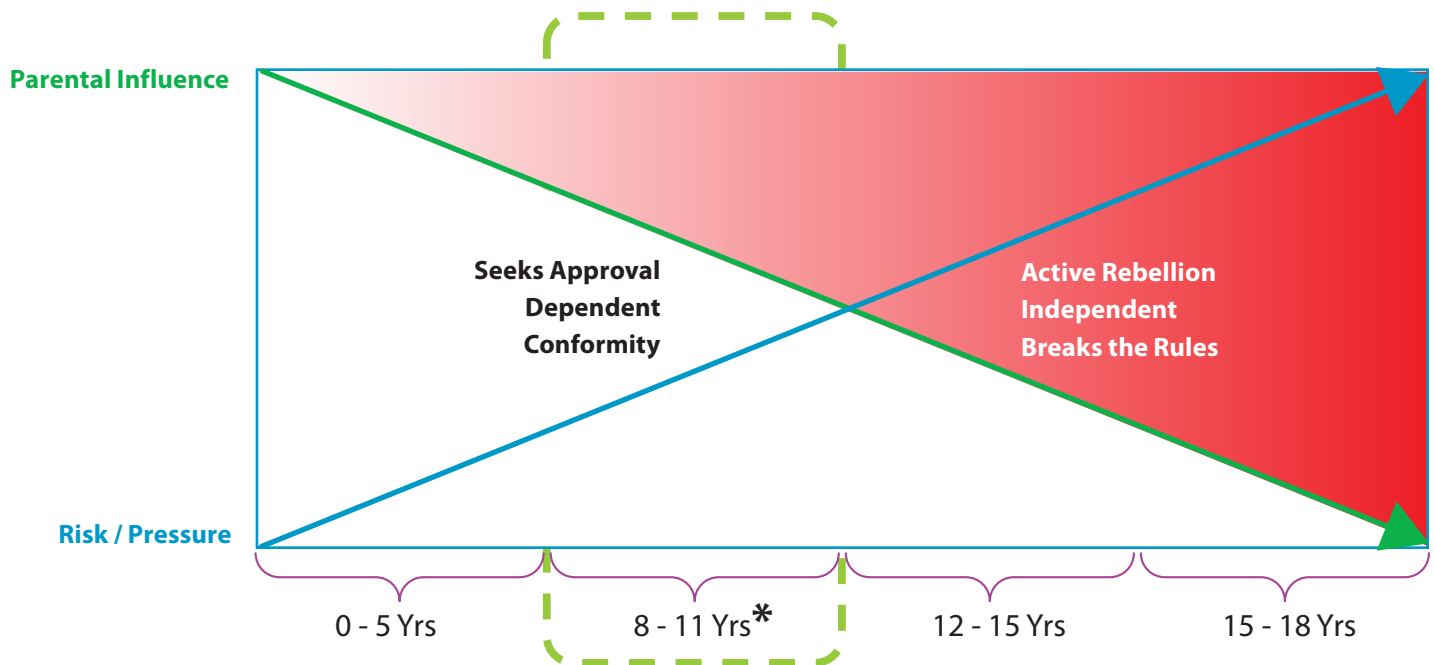 Parental Influence
Seeks Approval
Dependent
Conformity
Active Rebellion
Independent
Breaks the Rules
Risk / Pressure
0 - 5 Yrs
8 - 11 Yrs*
12 - 15 Yrs
15 - 18 Yrs